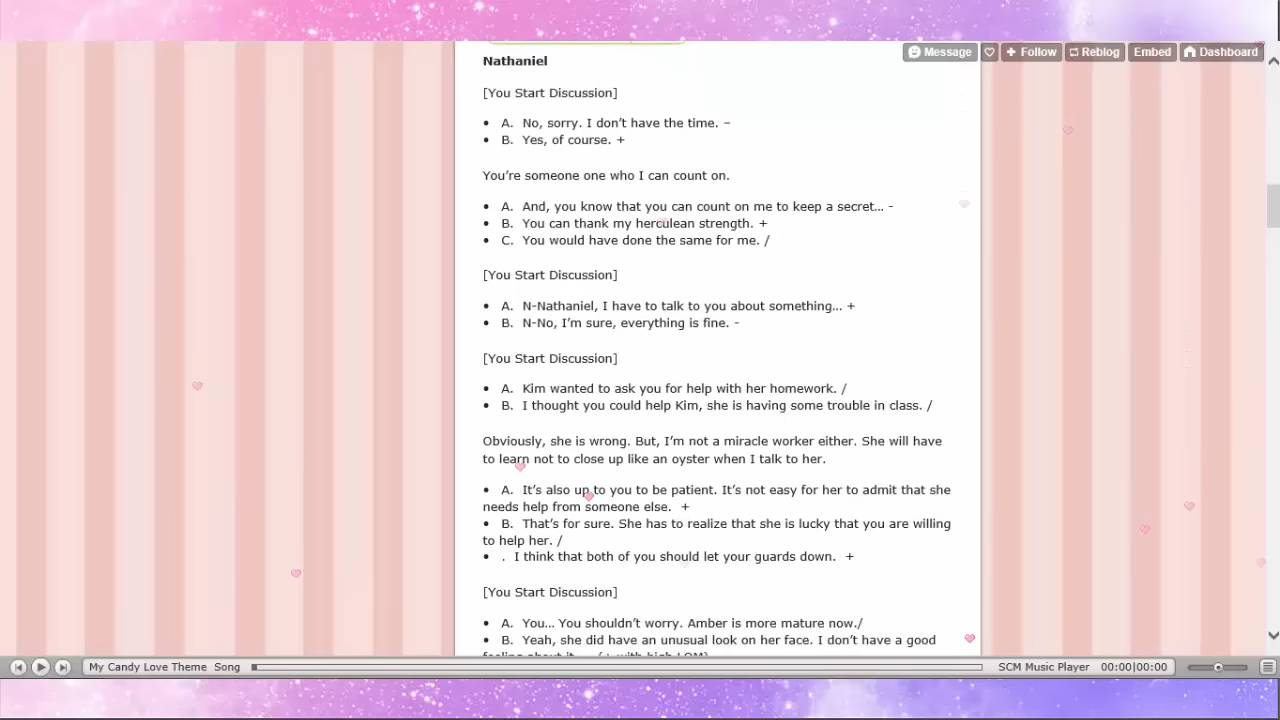 Message
Follow
Reblog
Embed
Dashboard
Nathaniel
[You Start Discussion]
• A. No, sorry. I don't have the time. –
• B. Yes, of course. +
You're someone one who I can count on.
• A. And, you know that you can count on me to keep a secret... -
• B. You can thank my herculean strength. +
• C. You would have done the same for me. /
[You Start Discussion]
• A. N-Nathaniel, I have to talk to you about something... +
• B. N-No, I'm sure, everything is fine. -
[You Start Discussion]
• A. Kim wanted to ask you for help with her homework. /
• B. I thought you could help Kim, she is having some trouble in class. /
Obviously, she is wrong. But, I'm not a miracle worker either. She will have
to learn not to close up like an oyster when I talk to her.
• A. It's also up to you to be patient. It's not easy for her to admit that she
needs help from someone else. +
• B. That's for sure. She has to realize that she is lucky that you are willing
to help her. /
• . I think that both of you should let your guards down. +
[You Start Discussion]
• A. You... You shouldn't worry. Amber is more mature now./
• B. Yeah, she did have an unusual look on her face. I don't have a good
feeling about it... (+ with high LOM)
My Candy Love Theme Song
SCM Music Player 00:00|00:00